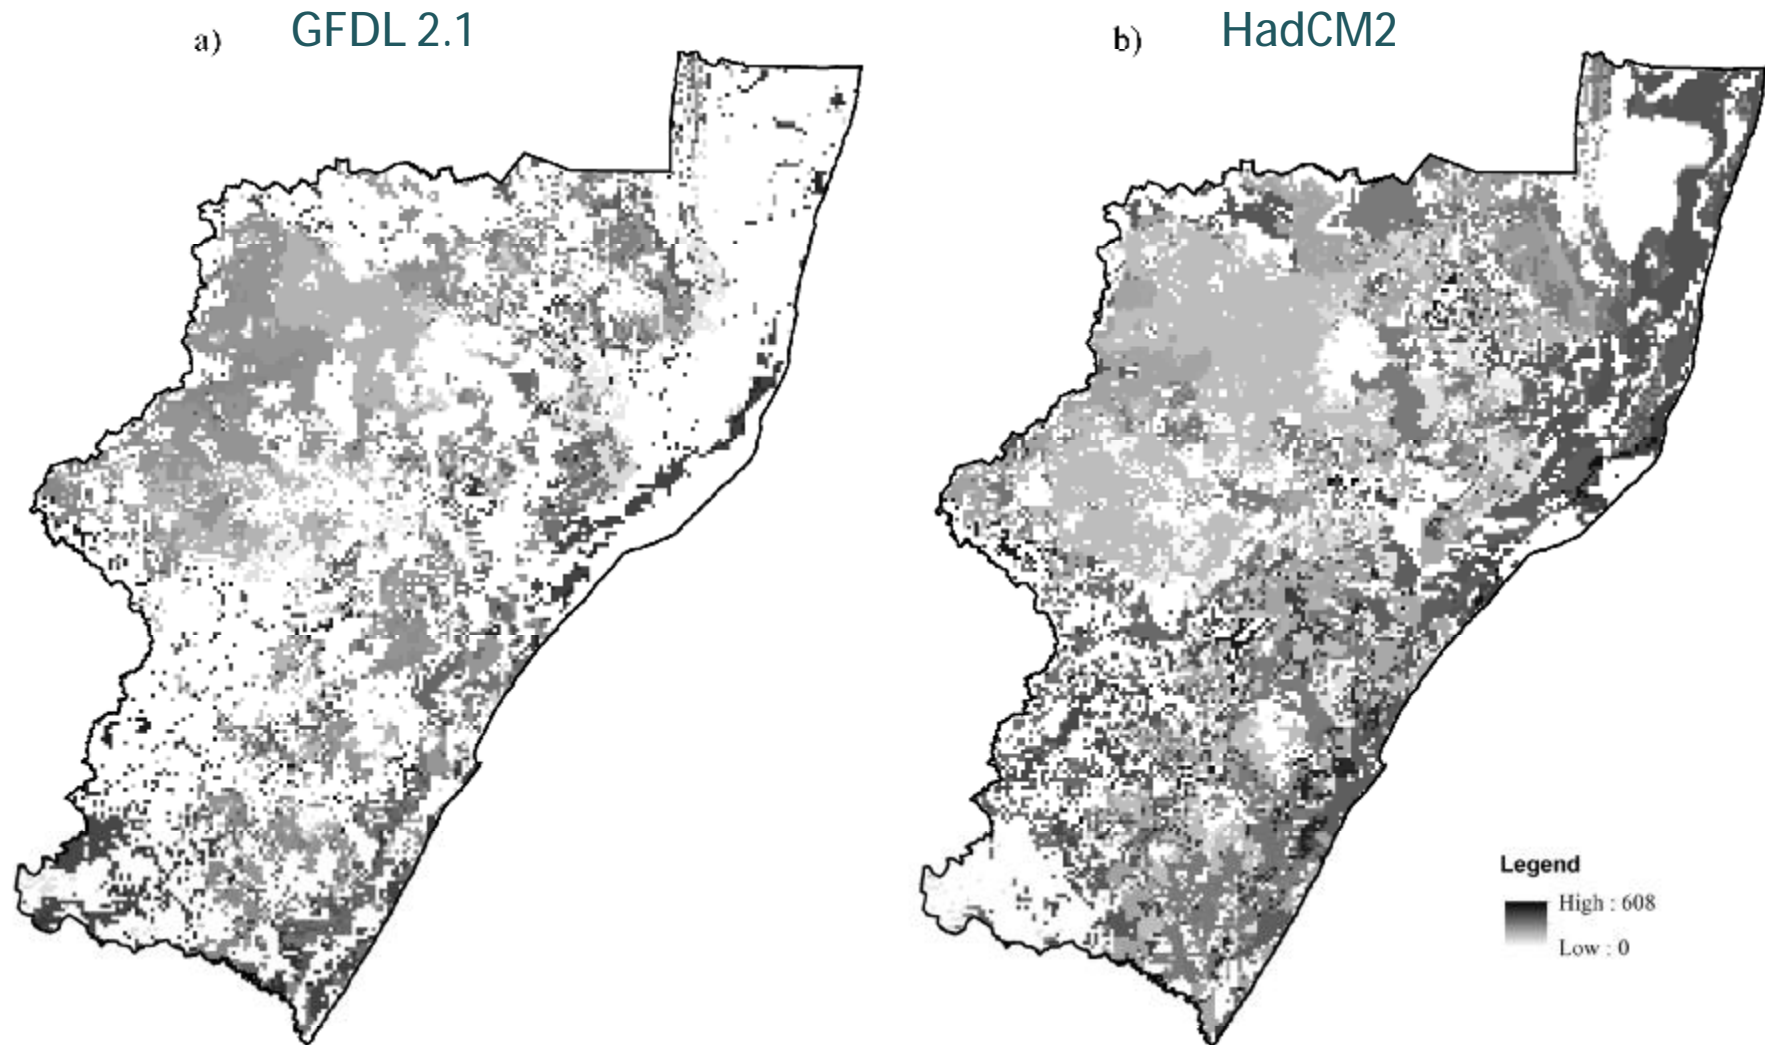 a) GFDL 2.1
b) HadCM2
Legend
High : 608
Low : 0